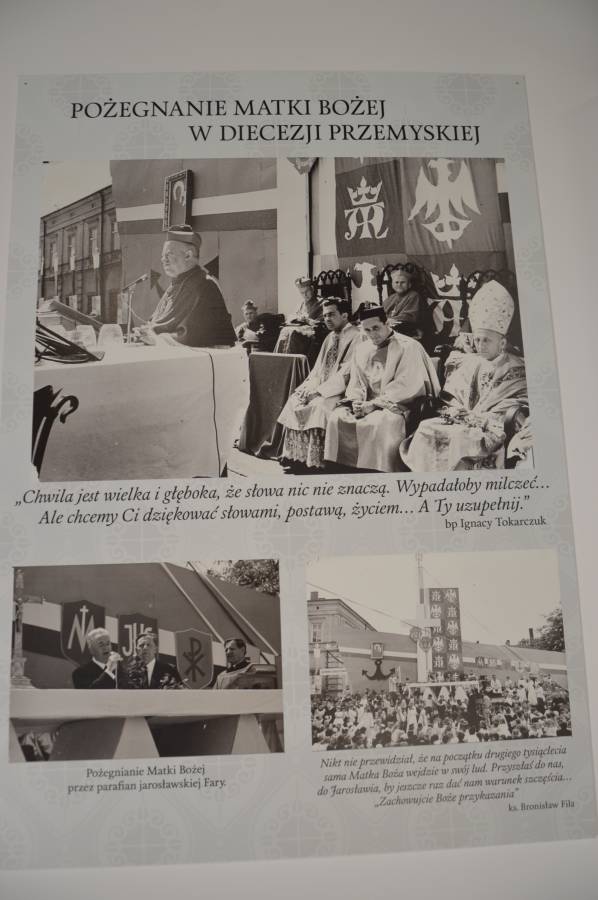 POŻEGNANIE MATKI BOŻEJ
W DIECEZJI PRZEMYSKIEJ
„Chwila jest wielka i głęboka, że słowa nic nie znaczą. Wypadałoby milczeć...
Ale chcemy Ci dziękować słowami, postawą, życiem... A Ty uzupełnij.”
bp Ignacy Tokarczuk
JHS
Pożegnianie Matki Bożej
przez parafian jarosławskiej Fary.
Nikt nie przewidział, że na początku drugiego tysiąclecia
sama Matka Boża wejdzie w swój lud. Przyszłaś do nas,
do Jarosławia, by jeszcze raz dać nam warunek szczęścia...
„Zachowujcie Boże przykazania”
ks. Bronisław Fila